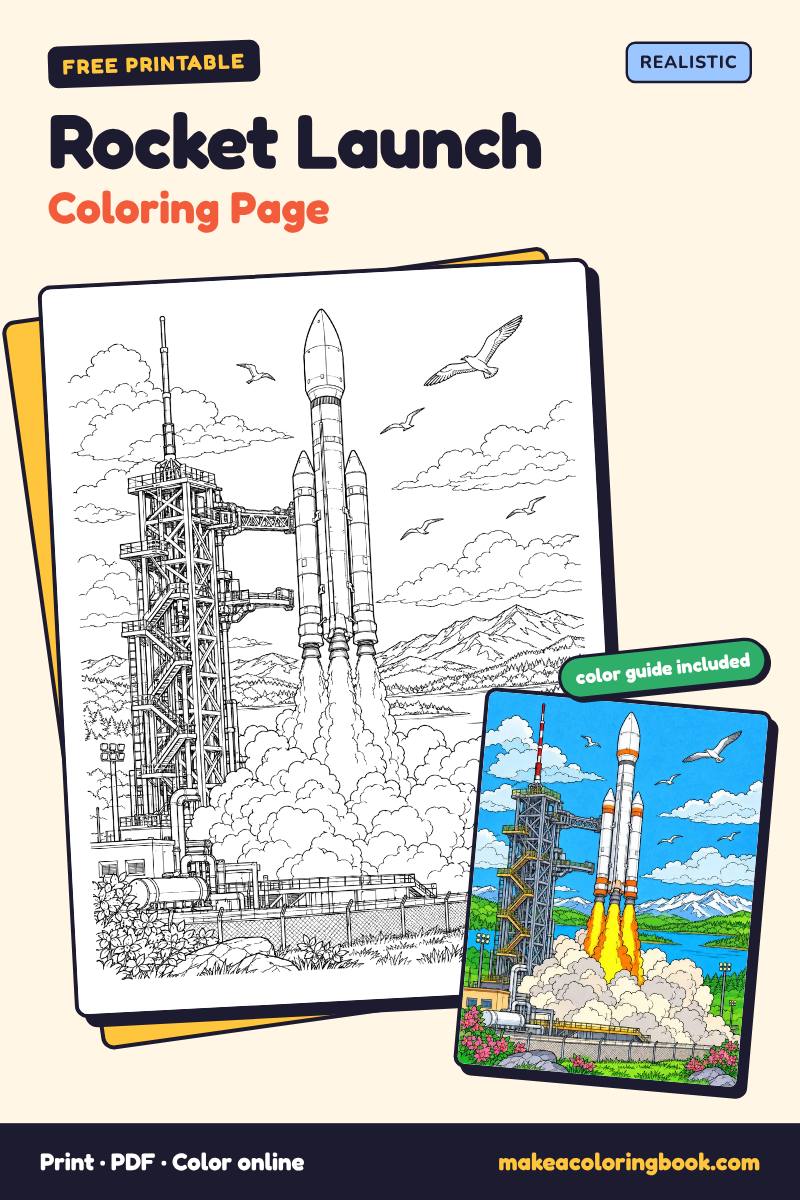 FREE PRINTABLE
REALISTIC
Rocket Launch
Coloring Page
color guide included
Print · PDF · Color online
makeacoloringbook.com